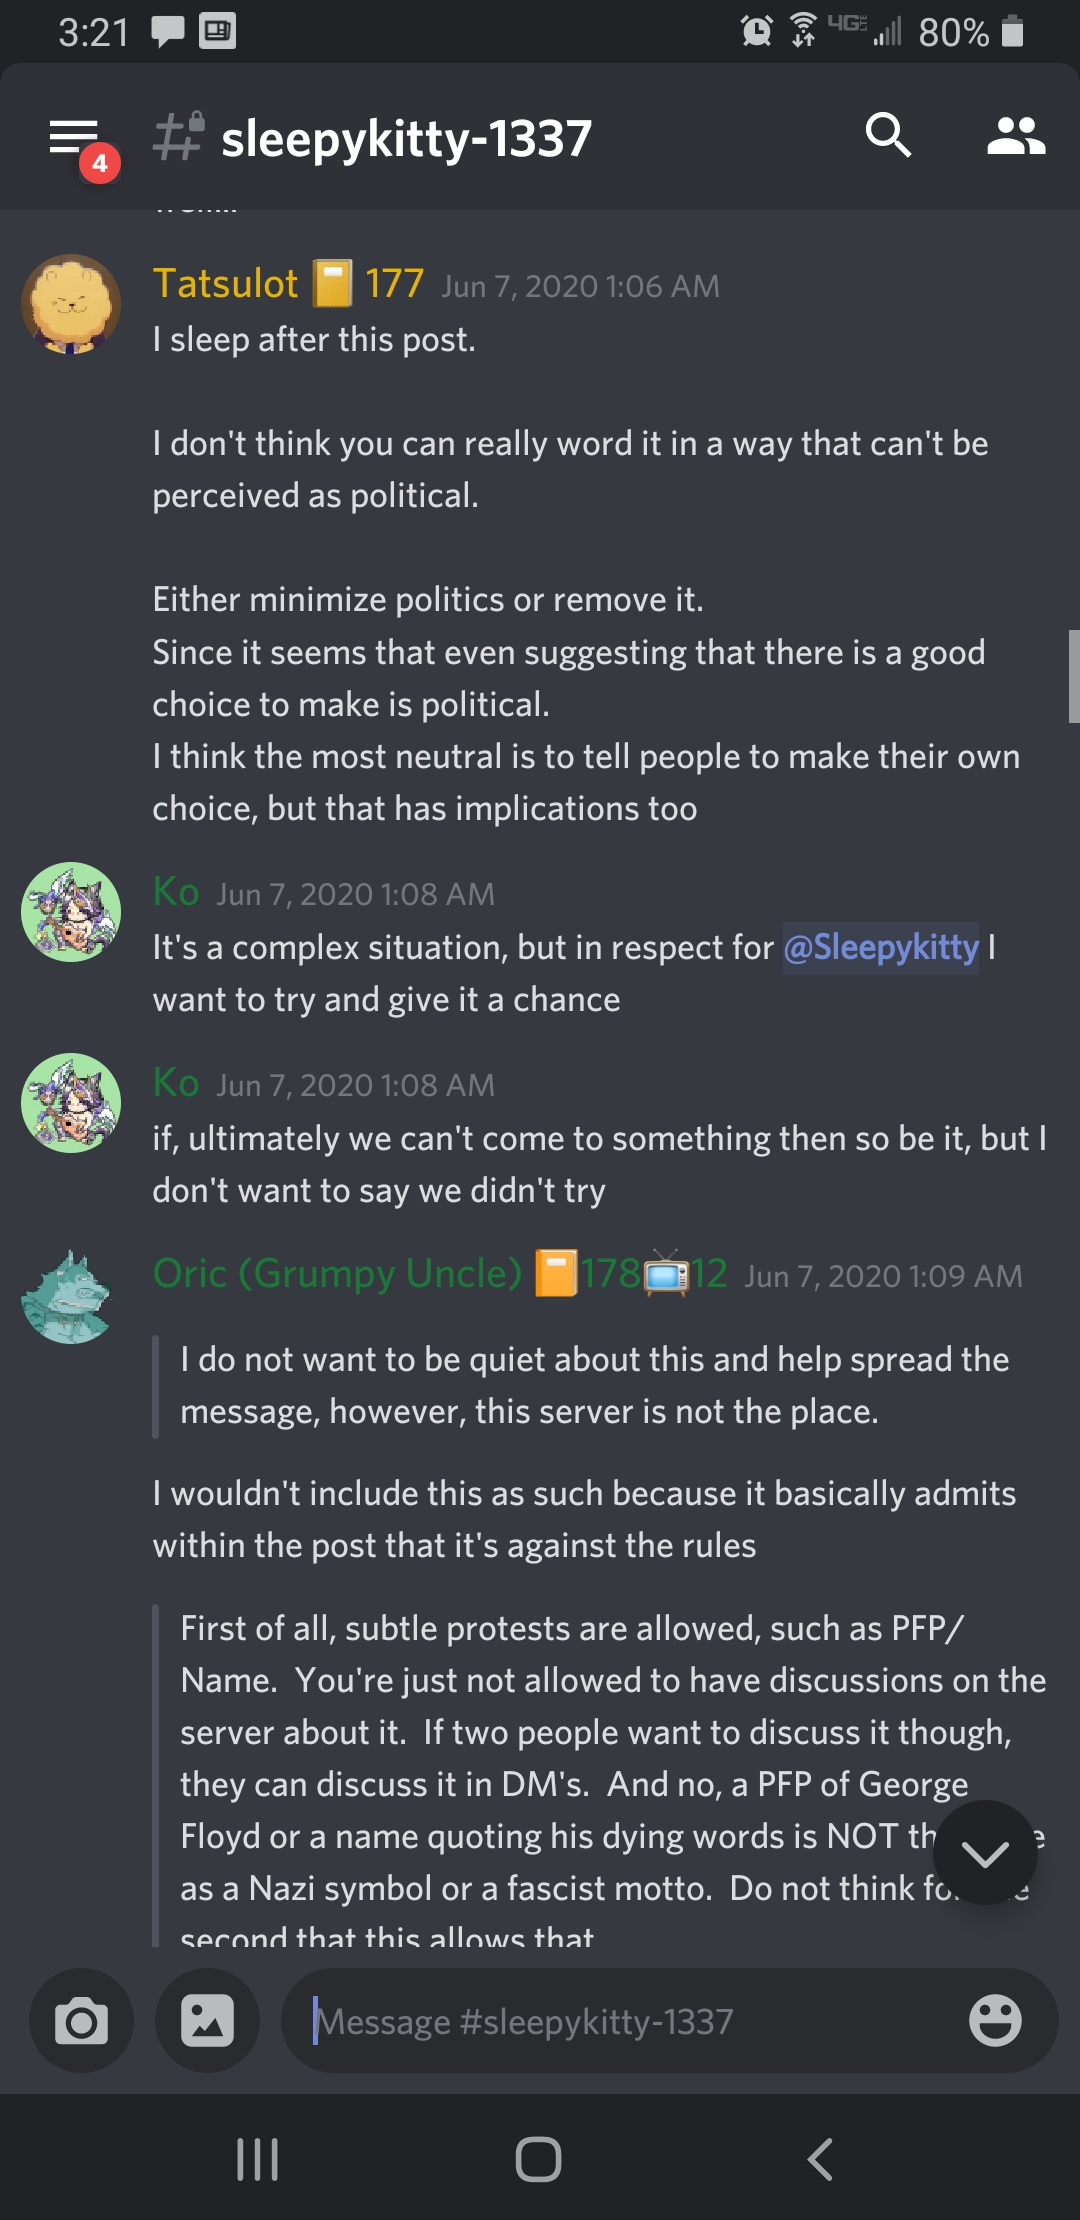 3:21 4G LTE 80%
4
sleepykitty-1337
Tatsulot 📒 177 Jun 7, 2020 1:06 AM
I sleep after this post.
I don't think you can really word it in a way that can't be
perceived as political.
Either minimize politics or remove it.
Since it seems that even suggesting that there is a good
choice to make is political.
I think the most neutral is to tell people to make their own
choice, but that has implications too
Ko Jun 7, 2020 1:08 AM
It's a complex situation, but in respect for @Sleepykitty I
want to try and give it a chance
Ko Jun 7, 2020 1:08 AM
if, ultimately we can't come to something then so be it, but I
don't want to say we didn't try
Oric (Grumpy Uncle) 📙178📺12 Jun 7, 2020 1:09 AM
I do not want to be quiet about this and help spread the
message, however, this server is not the place.
I wouldn't include this as such because it basically admits
within the post that it's against the rules
First of all, subtle protests are allowed, such as PFP/
Name. You're just not allowed to have discussions on the
server about it. If two people want to discuss it though,
they can discuss it in DM's. And no, a PFP of George
Floyd or a name quoting his dying words is NOT
as a Nazi symbol or a fascist motto. Do not think
second that this allows that
Message #sleepykitty-1337